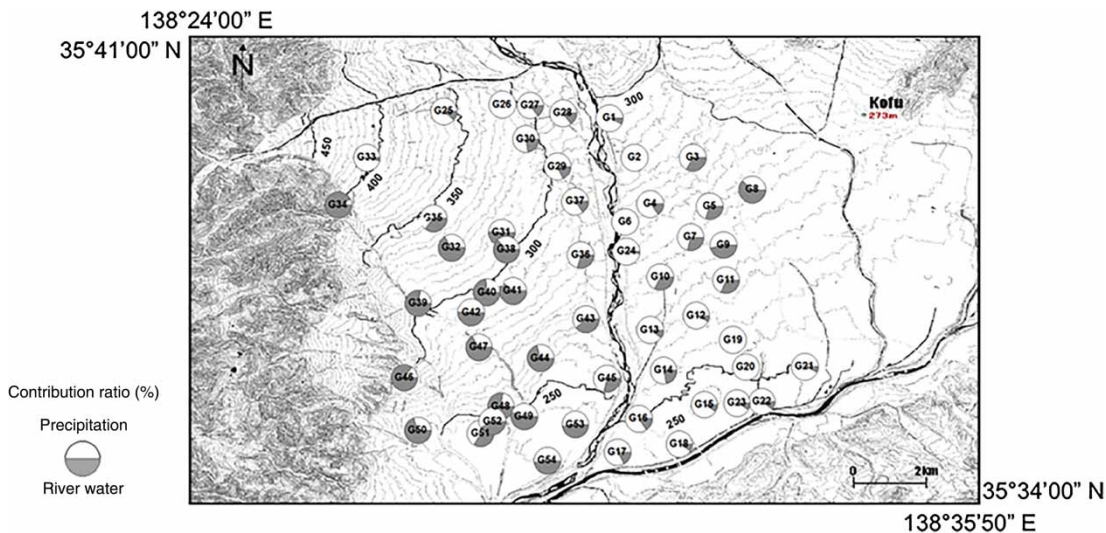 138°24'00" E
35°41'00" N
N
300
Kofu
273m
G25
G26
G27
G28
G1
G30
G33
450
400
G29
G2
G3
G34
350
G37
G4
G5
G8
G35
G6
G31
G7
G32
G38
300
G36
G24
G9
G10
G11
G40
G41
G39
G42
G43
G12
G13
G47
G19
G44
G46
G45
G14
G20
G21
250
G48
G49
G15
G23
G22
G52
G51
G50
G53
G16
250
G17
G18
G54
Contribution ratio (%)
Precipitation
River water
0 2km
35°34'00" N
138°35'50" E